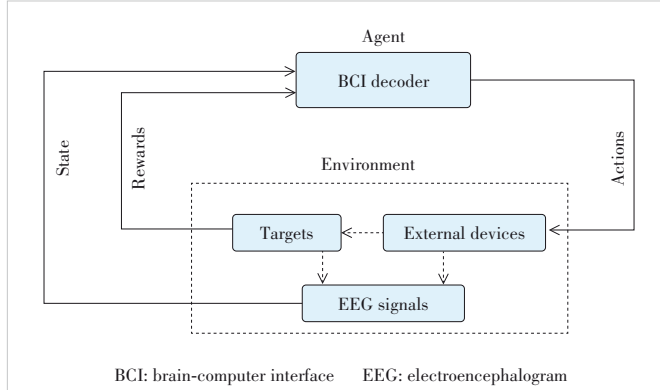 Agent
BCI decoder
State
Rewards
Actions
Environment
Targets
External devices
EEG signals
BCI: brain-computer interface EEG: electroencephalogram